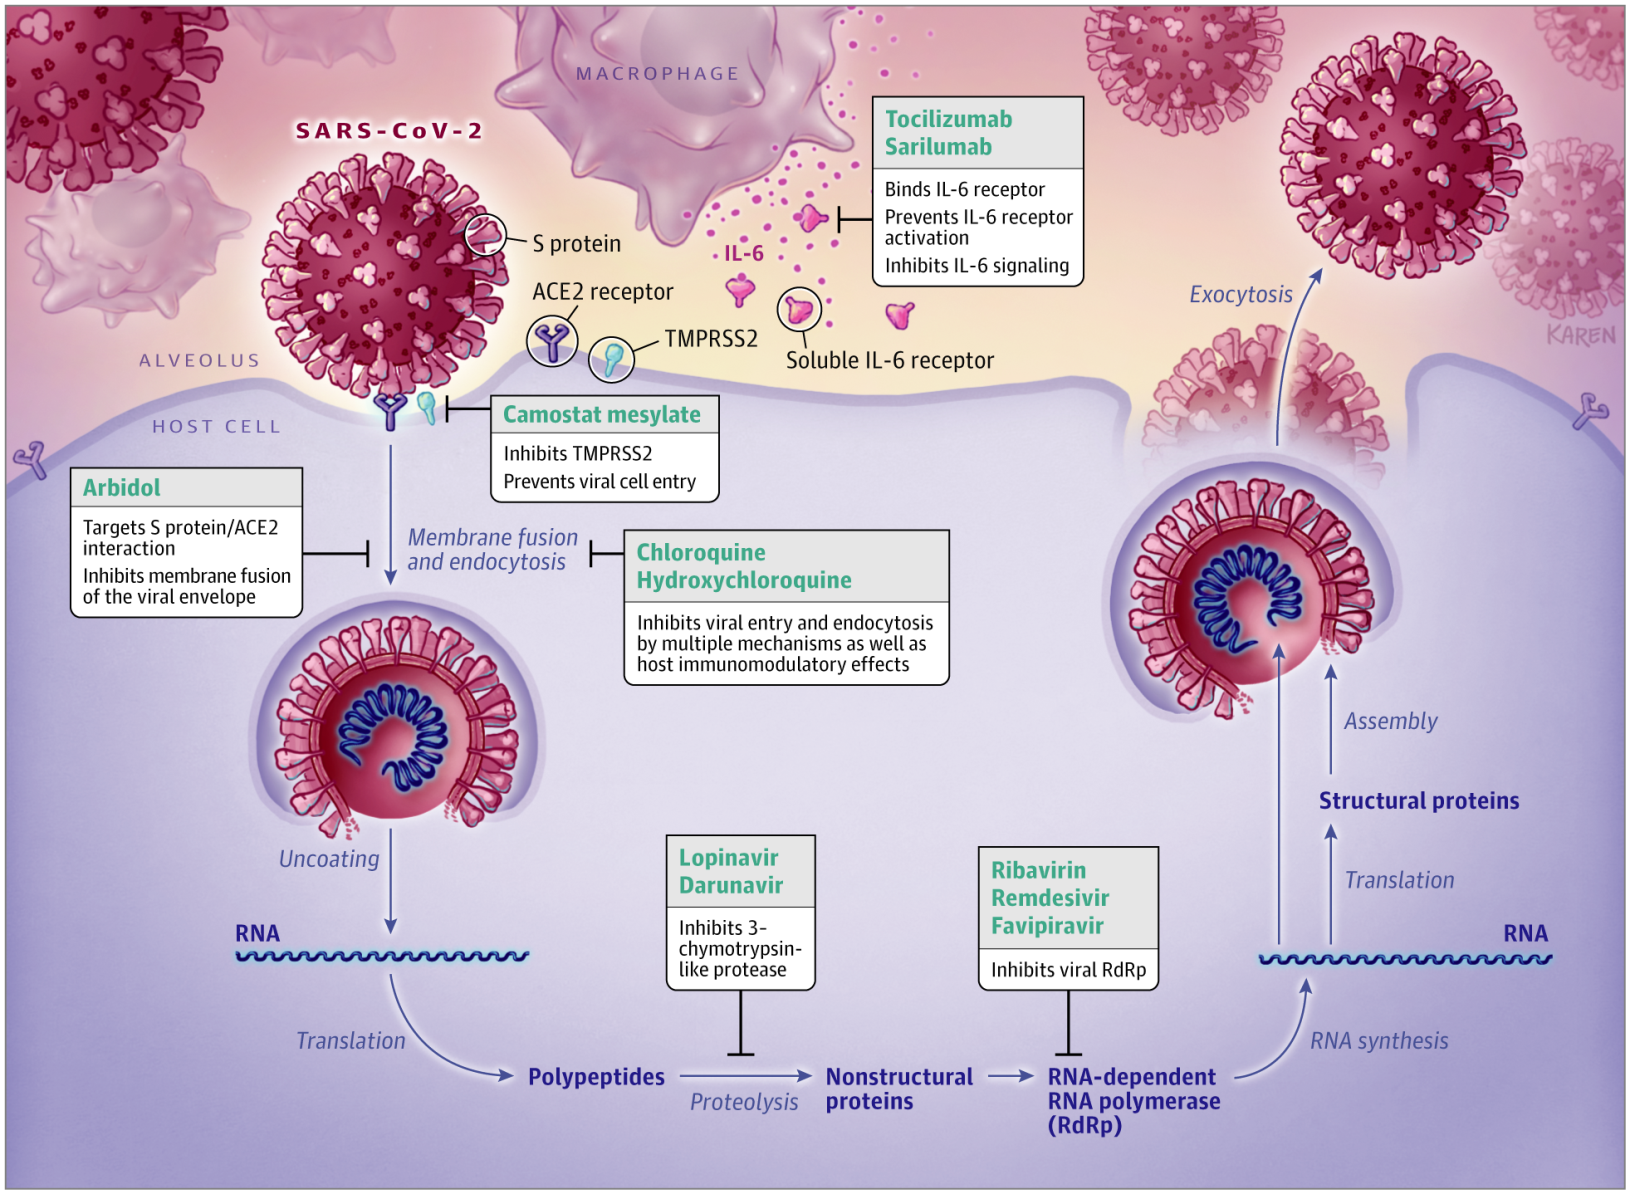 MACROPHAGE
SARS-CoV-2
S protein
ACE2 receptor
TMPRSS2
IL-6
Soluble IL-6 receptor
Tocilizumab
Sarilumab
Binds IL-6 receptor
Prevents IL-6 receptor
activation
Inhibits IL-6 signaling
Exocytosis
KAREN
ALVEOLUS
HOST CELL
Camostat mesylate
Inhibits TMPRSS2
Prevents viral cell entry
Arbidol
Targets S protein/ACE2
interaction
Inhibits membrane fusion
of the viral envelope
Membrane fusion
and endocytosis
Chloroquine
Hydroxychloroquine
Inhibits viral entry and endocytosis
by multiple mechanisms as well as
host immunomodulatory effects
Uncoating
RNA
Translation
Polypeptides
Proteolysis
Lopinavir
Darunavir
Inhibits 3-
chymotrypsin-
like protease
Nonstructural
proteins
Ribavirin
Remdesivir
Favipiravir
Inhibits viral RdRp
RNA-dependent
RNA polymerase
(RdRp)
RNA synthesis
RNA
Translation
Structural proteins
Assembly